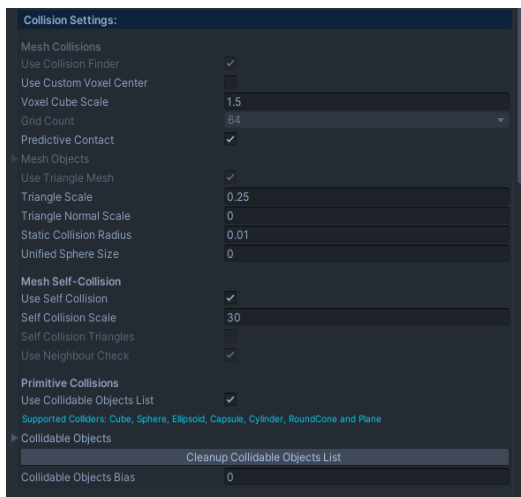 Collision Settings:
Mesh Collisions
Use Collision Finder
Use Custom Voxel Center
Voxel Cube Scale 1.5
Grid Count 64
Predictive Contact
Mesh Objects
Use Triangle Mesh
Triangle Scale 0.25
Triangle Normal Scale 0
Static Collision Radius 0.01
Unified Sphere Size 0
Mesh Self-Collision
Use Self Collision
Self Collision Scale 30
Self Collision Triangles
Use Neighbour Check
Primitive Collisions
Use Collidable Objects List
Supported Colliders: Cube, Sphere, Ellipsoid, Capsule, Cylinder, RoundCone and Plane
Collidable Objects
Cleanup Collidable Objects List
Collidable Objects Bias 0